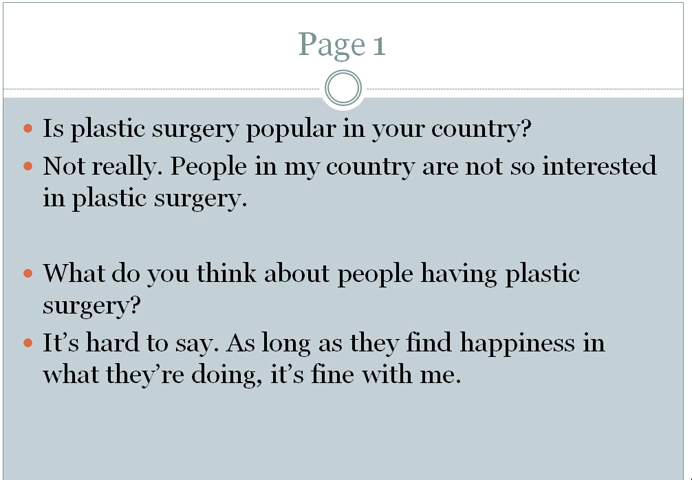 Page 1
• Is plastic surgery popular in your country?
• Not really. People in my country are not so interested
in plastic surgery.
• What do you think about people having plastic
surgery?
• It's hard to say. As long as they find happiness in
what they're doing, it's fine with me.